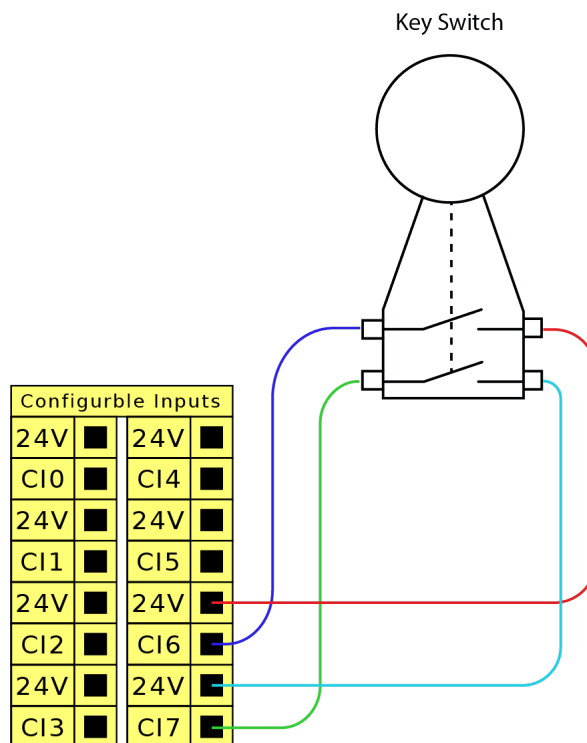 Key Switch
Configurble Inputs
24V 24V
CI0 CI4
24V 24V
CI1 CI5
24V 24V
CI2 CI6
24V 24V
CI3 CI7